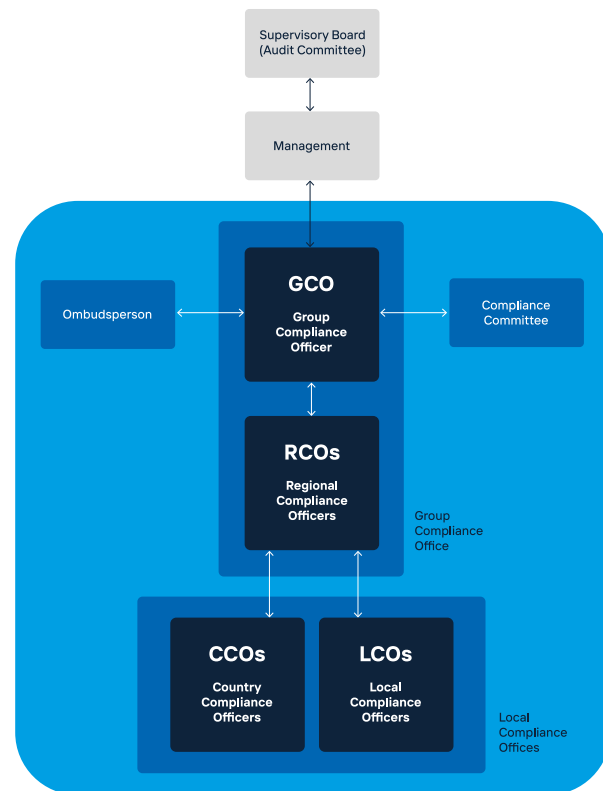 Supervisory Board
(Audit Committee)
Management
GCO
Group
Compliance
Officer
Ombudsperson
Compliance
Committee
RCOs
Regional
Compliance
Officers
Group
Compliance
Office
CCOs
Country
Compliance
Officers
LCOs
Local
Compliance
Officers
Local
Compliance
Offices